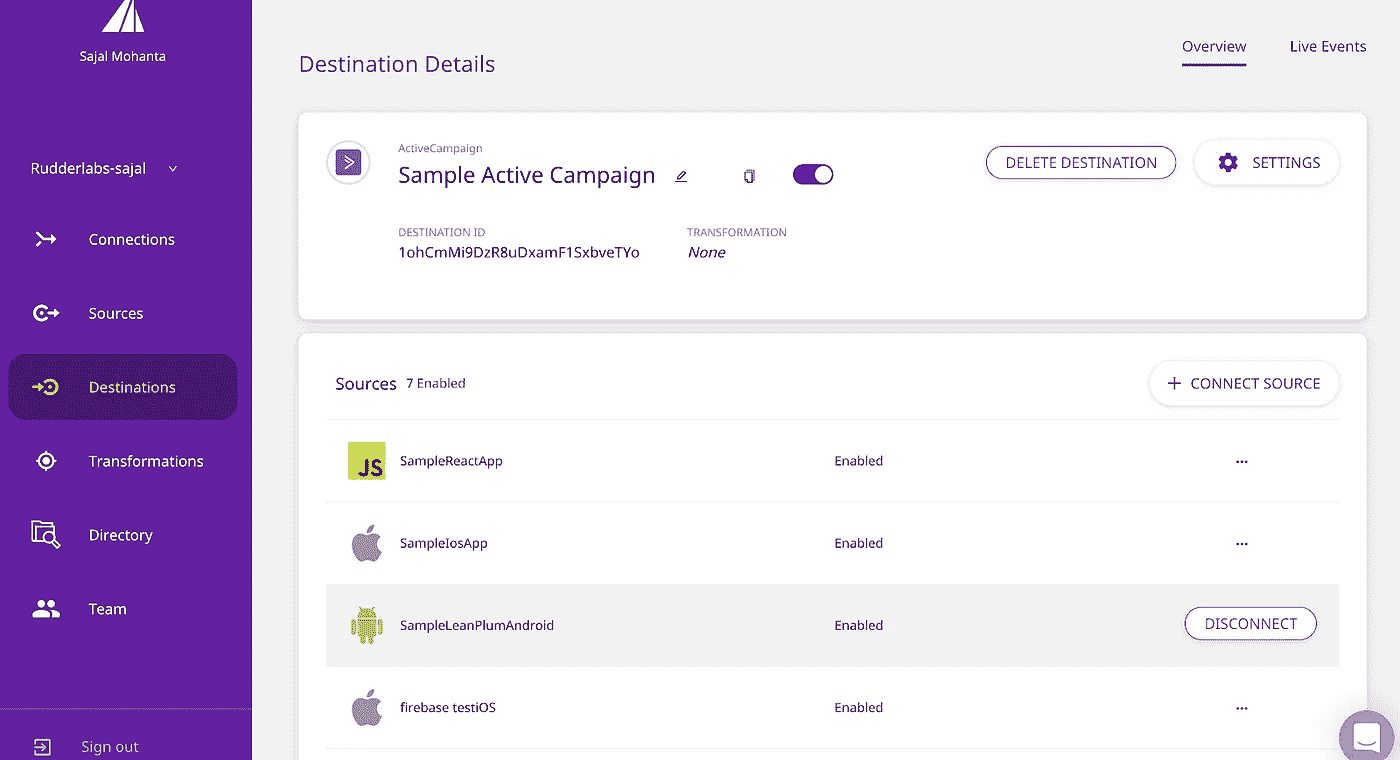 Sajal Mohanta
Rudderlabs-sajal
Connections
Sources
Destinations
Transformations
Directory
Team
Sign out
Destination Details
Overview
Live Events
ActiveCampaign
Sample Active Campaign
DELETE DESTINATION
SETTINGS
DESTINATION ID
TRANSFORMATION
1ohCmMi9DzR8uDxamF1SxbveTYo
None
Sources 7 Enabled
+ CONNECT SOURCE
JS SampleReactApp Enabled ...
SampleIosApp Enabled ...
SampleLeanPlumAndroid Enabled DISCONNECT
firebase testiOS Enabled ...